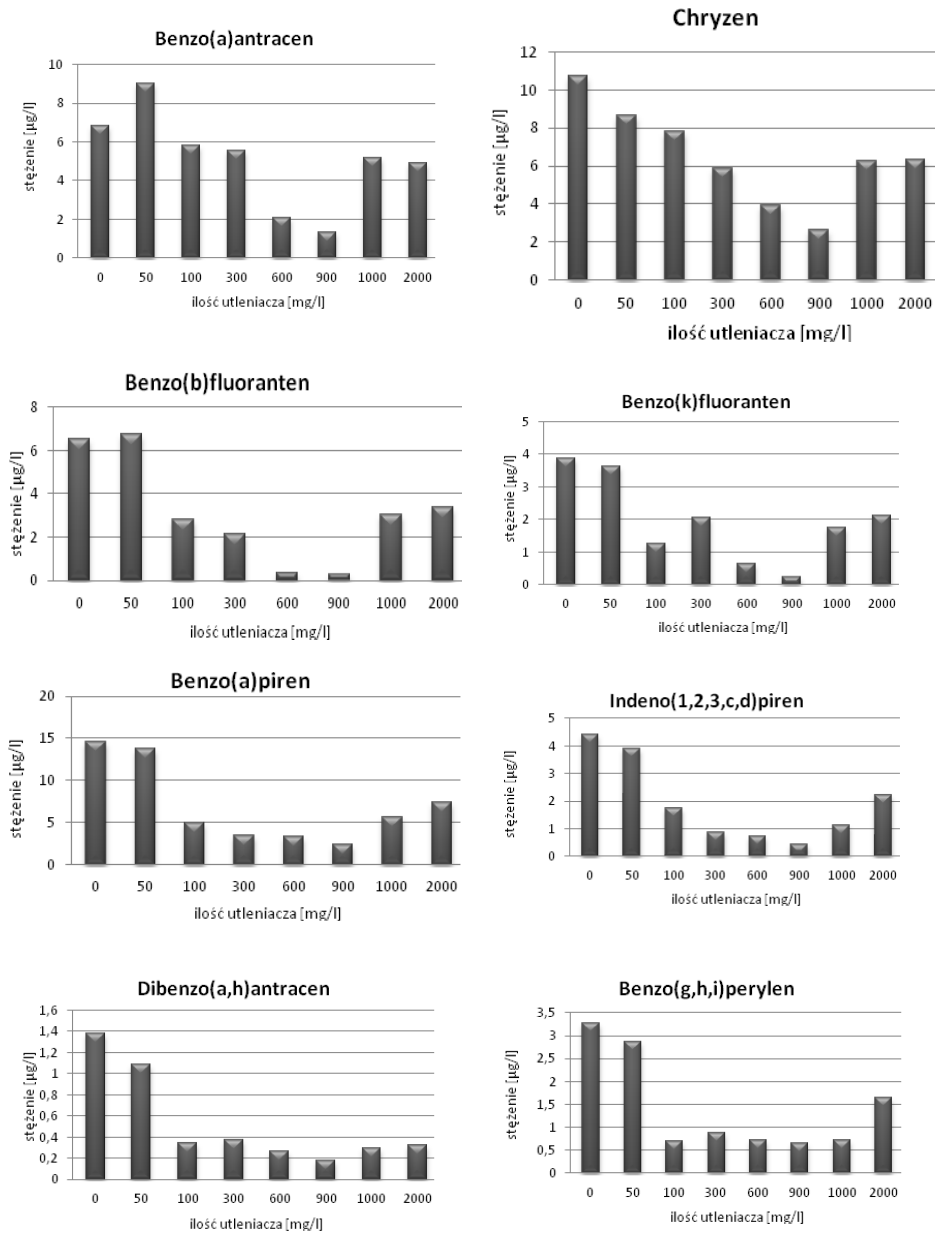 Benzo(a)antracen
stężenie [µg/l]
10
8
6
4
2
0
0 50 100 300 600 900 1000 2000
ilość utleniacza [mg/l]
Chryzen
stężenie [µg/l]
12
10
8
6
4
2
0
0 50 100 300 600 900 1000 2000
ilość utleniacza [mg/l]
Benzo(b)fluoranten
stężenie [µg/l]
8
6
4
2
0
0 50 100 300 600 900 1000 2000
ilość utleniacza [mg/l]
Benzo(k)fluoranten
stężenie [µg/l]
5
4
3
2
1
0
0 50 100 300 600 900 1000 2000
ilość utleniacza [mg/l]
Benzo(a)piren
stężenie [µg/l]
20
15
10
5
0
0 50 100 300 600 900 1000 2000
ilość utleniacza [mg/l]
Indeno(1,2,3,c,d)piren
stężenie [µg/l]
5
4
3
2
1
0
0 50 100 300 600 900 1000 2000
ilość utleniacza [mg/l]
Dibenzo(a,h)antracen
stężenie [µg/l]
1,6
1,4
1,2
1
0,8
0,6
0,4
0,2
0
0 50 100 300 600 900 1000 2000
ilość utleniacza [mg/l]
Benzo(g,h,i)perylen
stężenie [µg/l]
3,5
3
2,5
2
1,5
1
0,5
0
0 50 100 300 600 900 1000 2000
ilość utleniacza [mg/l]